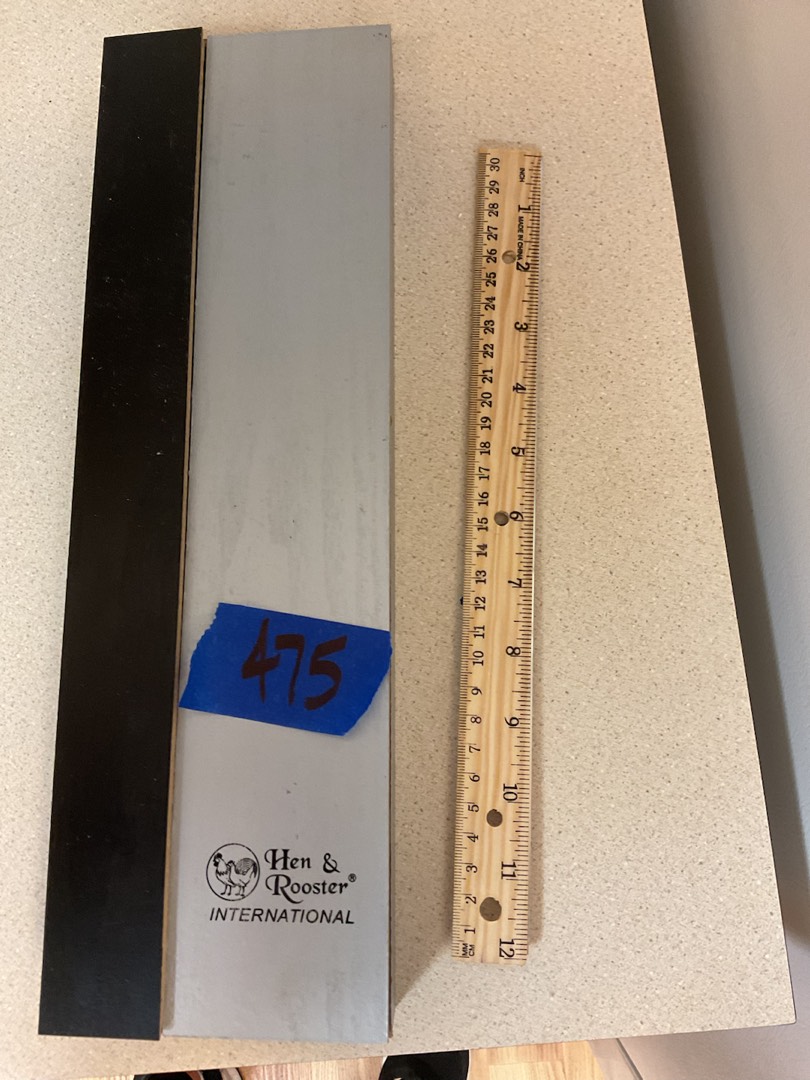 475
Hen &
Rooster®
INTERNATIONAL
30 29 28 27 26 25 24 23 22 21 20 19 18 17 16 15 14 13 12 11 10 9 8 7 6 5 4 3 2 1
MM
CM
INCH
MADE IN CHINA
1 2 3 4 5 6 7 8 9 10 11 12